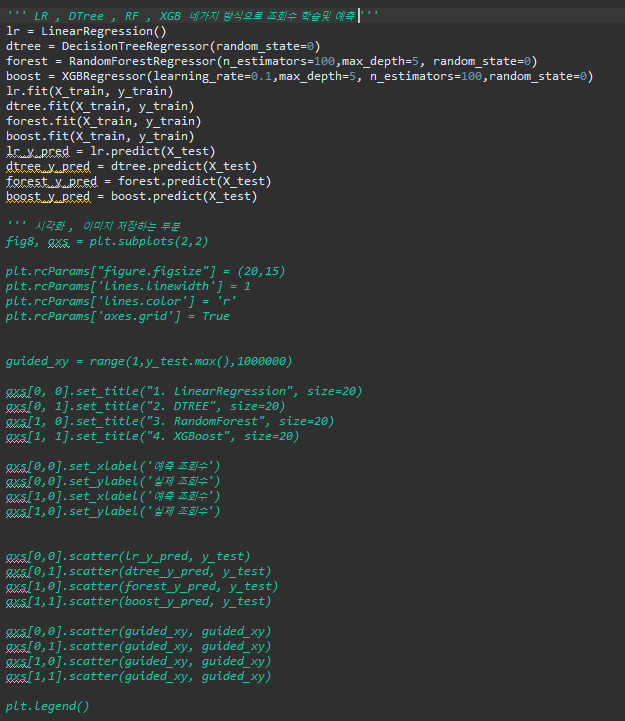 ''' LR , DTree , RF , XGB 네가지 방식으로 조회수 학습및 예측 '''
lr = LinearRegression()
dtree = DecisionTreeRegressor(random_state=0)
forest = RandomForestRegressor(n_estimators=100,max_depth=5, random_state=0)
boost = XGBRegressor(learning_rate=0.1,max_depth=5, n_estimators=100,random_state=0)
lr.fit(X_train, y_train)
dtree.fit(X_train, y_train)
forest.fit(X_train, y_train)
boost.fit(X_train, y_train)
lr_y_pred = lr.predict(X_test)
dtree_y_pred = dtree.predict(X_test)
forest_y_pred = forest.predict(X_test)
boost_y_pred = boost.predict(X_test)
''' 시각화 , 이미지 저장하는 부분
fig8, axs = plt.subplots(2,2)
plt.rcParams["figure.figsize"] = (20,15)
plt.rcParams['lines.linewidth'] = 1
plt.rcParams['lines.color'] = 'r'
plt.rcParams['axes.grid'] = True
guided_xy = range(1,y_test.max(),1000000)
axs[0, 0].set_title("1. LinearRegression", size=20)
axs[0, 1].set_title("2. DTREE", size=20)
axs[1, 0].set_title("3. RandomForest", size=20)
axs[1, 1].set_title("4. XGBoost", size=20)
axs[0,0].set_xlabel('예측 조회수')
axs[0,0].set_ylabel('실제 조회수')
axs[1,0].set_xlabel('예측 조회수')
axs[1,0].set_ylabel('실제 조회수')
axs[0,0].scatter(lr_y_pred, y_test)
axs[0,1].scatter(dtree_y_pred, y_test)
axs[1,0].scatter(forest_y_pred, y_test)
axs[1,1].scatter(boost_y_pred, y_test)
axs[0,0].scatter(guided_xy, guided_xy)
axs[0,1].scatter(guided_xy, guided_xy)
axs[1,0].scatter(guided_xy, guided_xy)
axs[1,1].scatter(guided_xy, guided_xy)
plt.legend()